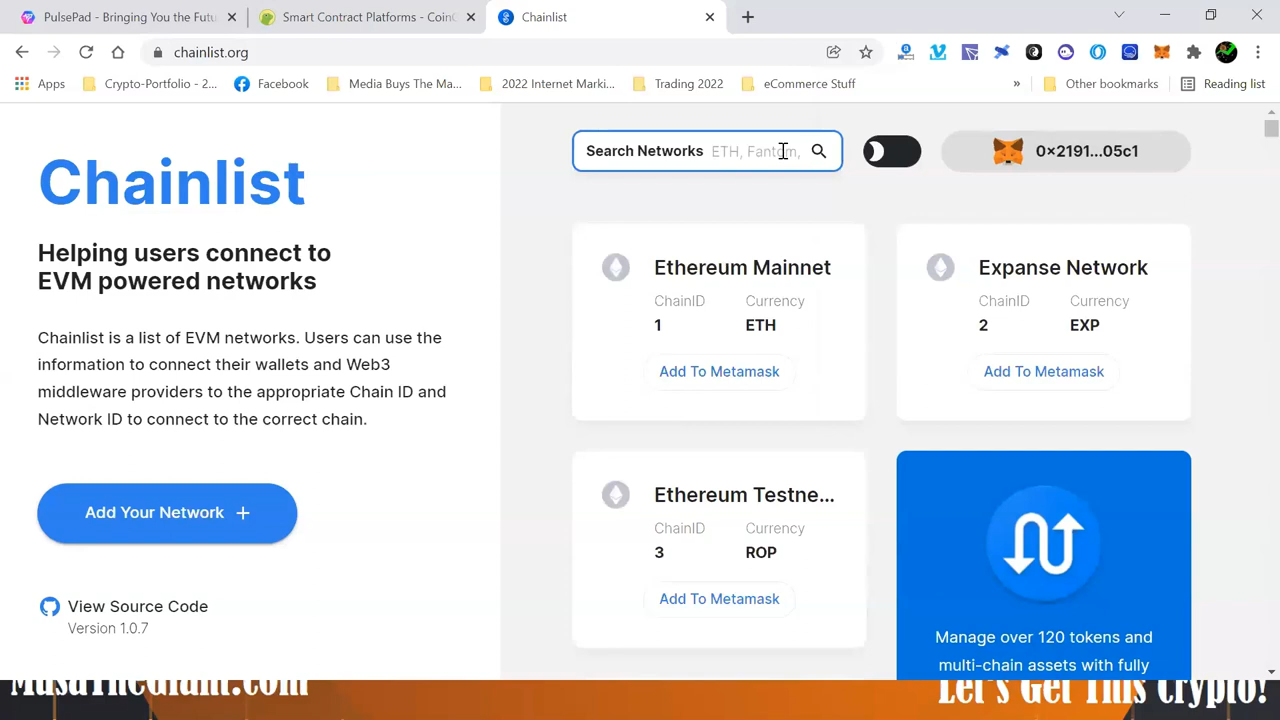 PulsePad - Bringing You the Futu
Smart Contract Platforms - CoinG
Chainlist
chainlist.org
Apps
Crypto-Portfolio - 2...
Facebook
Media Buys The Ma...
2022 Internet Marki...
Trading 2022
eCommerce Stuff
»
Other bookmarks
Reading list
Chainlist
Helping users connect to
EVM powered networks
Chainlist is a list of EVM networks. Users can use the
information to connect their wallets and Web3
middleware providers to the appropriate Chain ID and
Network ID to connect to the correct chain.
Add Your Network +
View Source Code
Version 1.0.7
Search Networks ETH, Fantom,
0x2191...05c1
Ethereum Mainnet
ChainID Currency
1 ETH
Add To Metamask
Expanse Network
ChainID Currency
2 EXP
Add To Metamask
Ethereum Testne...
ChainID Currency
3 ROP
Add To Metamask
Manage over 120 tokens and
multi-chain assets with fully
MusaTheGiant.com
Let's Get This Crypto!